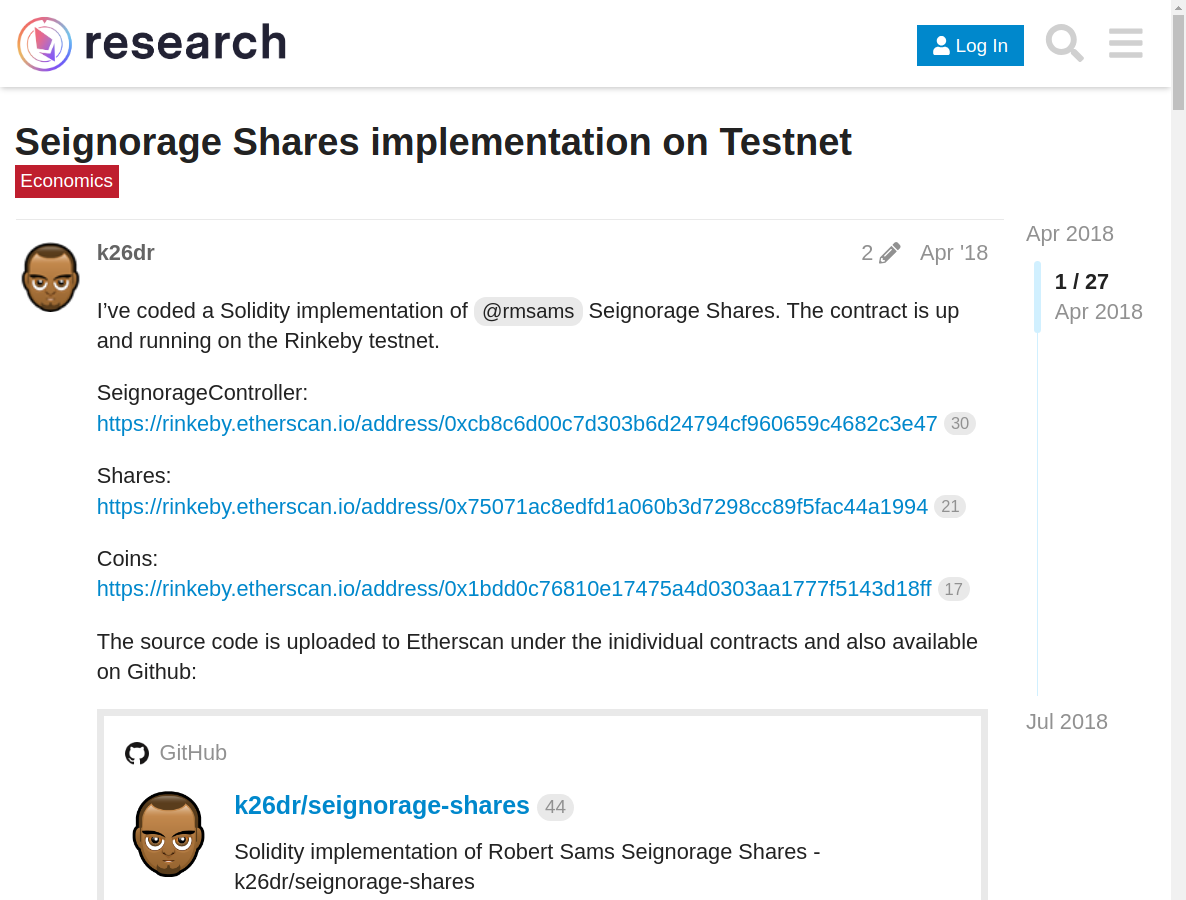 research
Log In
Seignorage Shares implementation on Testnet
Economics
k26dr
2
Apr '18
I’ve coded a Solidity implementation of @rmsams Seignorage Shares. The contract is up
and running on the Rinkeby testnet.
SeignorageController:
https://rinkeby.etherscan.io/address/0xcb8c6d00c7d303b6d24794cf960659c4682c3e47 30
Shares:
https://rinkeby.etherscan.io/address/0x75071ac8edfd1a060b3d7298cc89f5fac44a1994 21
Coins:
https://rinkeby.etherscan.io/address/0x1bdd0c76810e17475a4d0303aa1777f5143d18ff 17
The source code is uploaded to Etherscan under the inidividual contracts and also available
on Github:
GitHub
k26dr/seignorage-shares 44
Solidity implementation of Robert Sams Seignorage Shares -
k26dr/seignorage-shares
Apr 2018
1 / 27
Apr 2018
Jul 2018